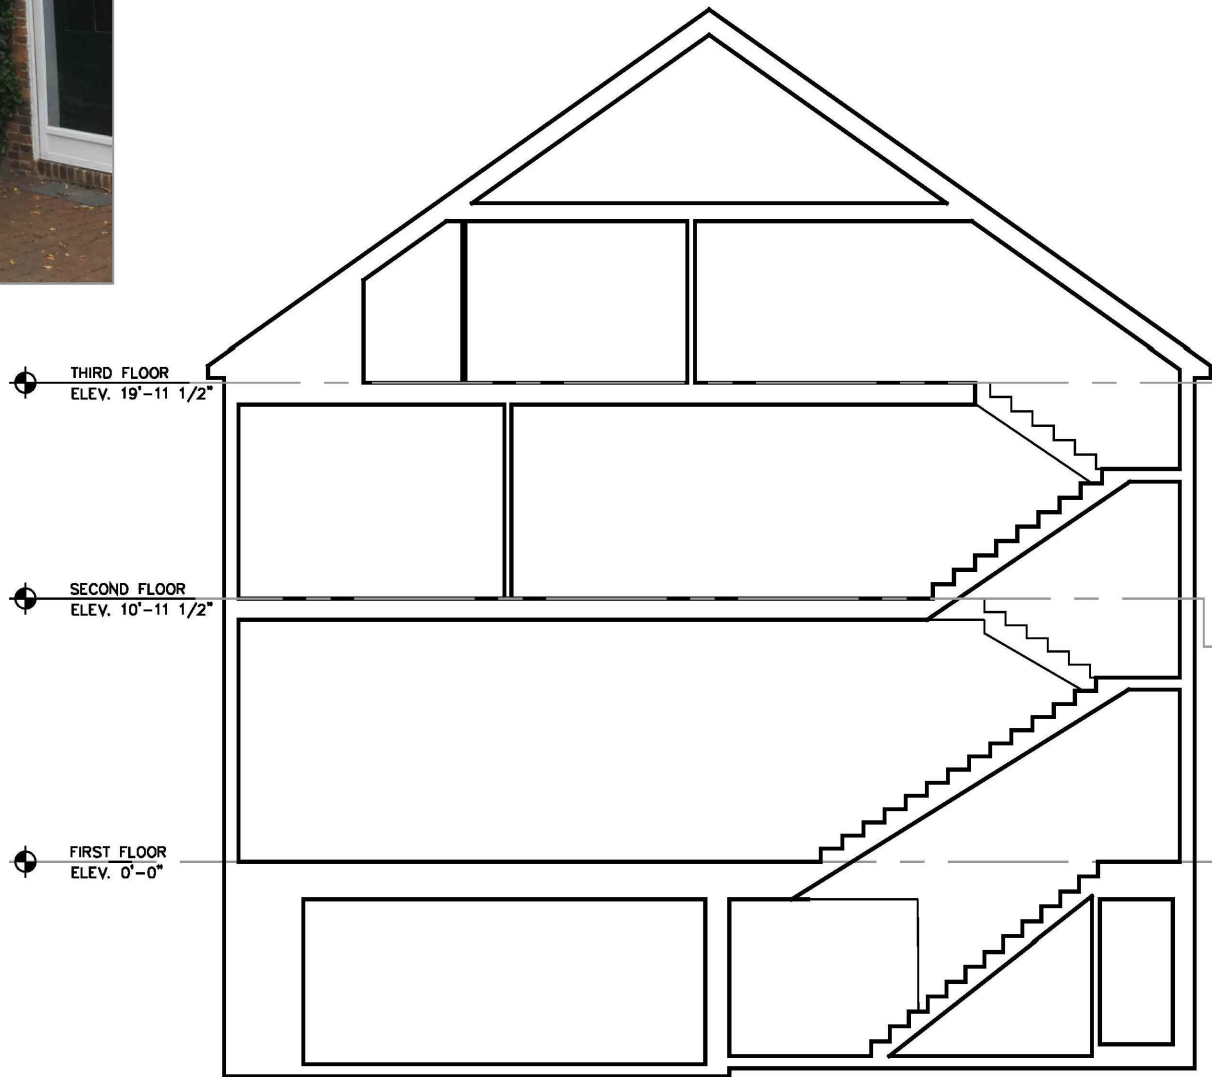 THIRD FLOOR
ELEV. 19'-11 1/2"
SECOND FLOOR
ELEV. 10'-11 1/2"
FIRST FLOOR
ELEV. 0'-0"